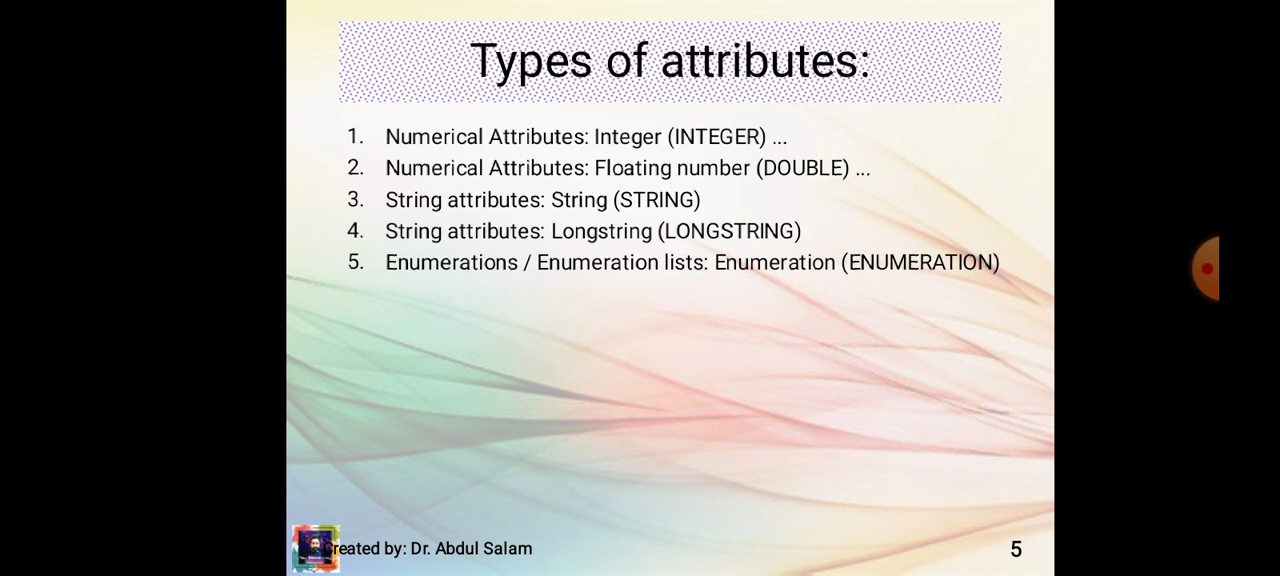 Types of attributes:
1. Numerical Attributes: Integer (INTEGER) ...
2. Numerical Attributes: Floating number (DOUBLE) ...
3. String attributes: String (STRING)
4. String attributes: Longstring (LONGSTRING)
5. Enumerations / Enumeration lists: Enumeration (ENUMERATION)
Created by: Dr. Abdul Salam
5